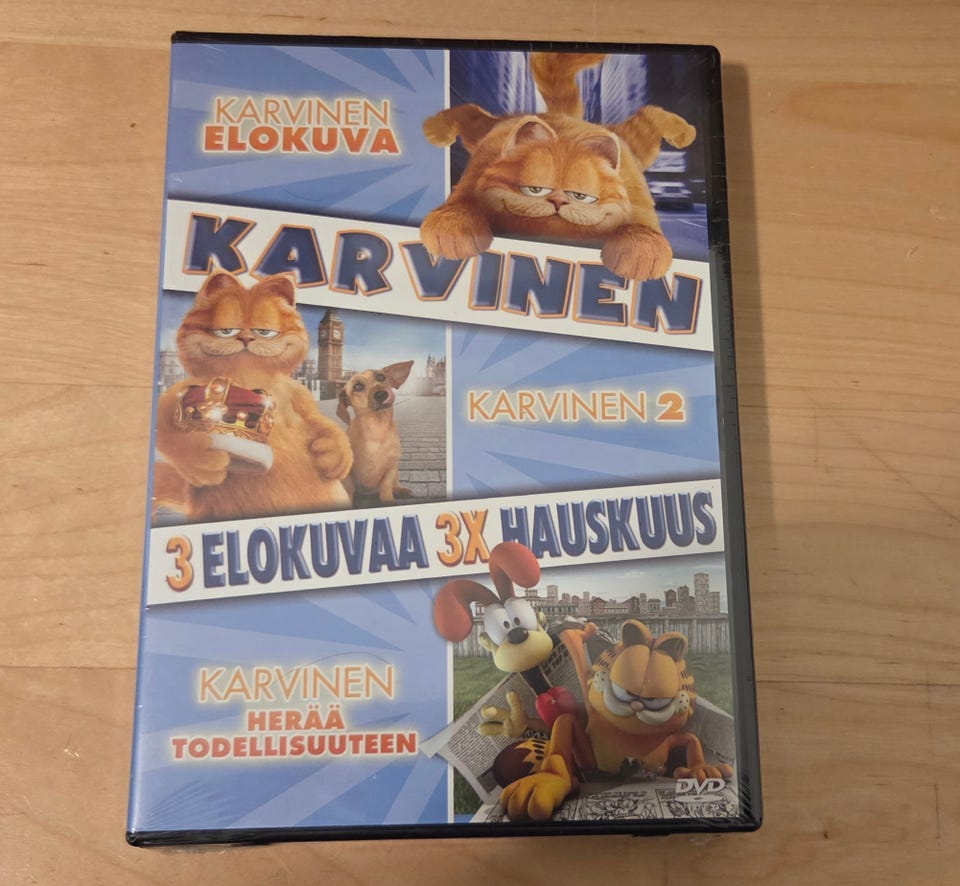 KARVINEN
ELOKUVA
KARVINEN
KARVINEN 2
3 ELOKUVAA 3X HAUSKUUS
KARVINEN
HERÄÄ
TODELLISUUTEEN
DVD